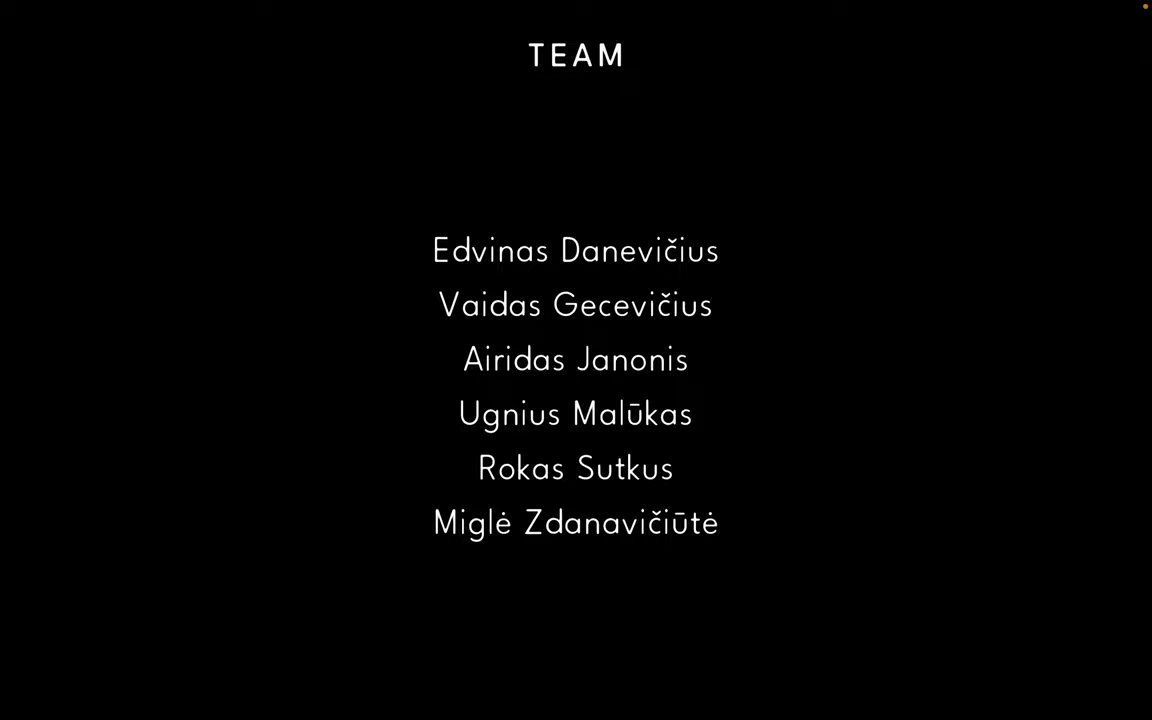 TEAM
Edvinas Danevičius
Vaidas Gecevičius
Airidas Janonis
Ugnius Malūkas
Rokas Sutkus
Miglė Zdanavičiūtė